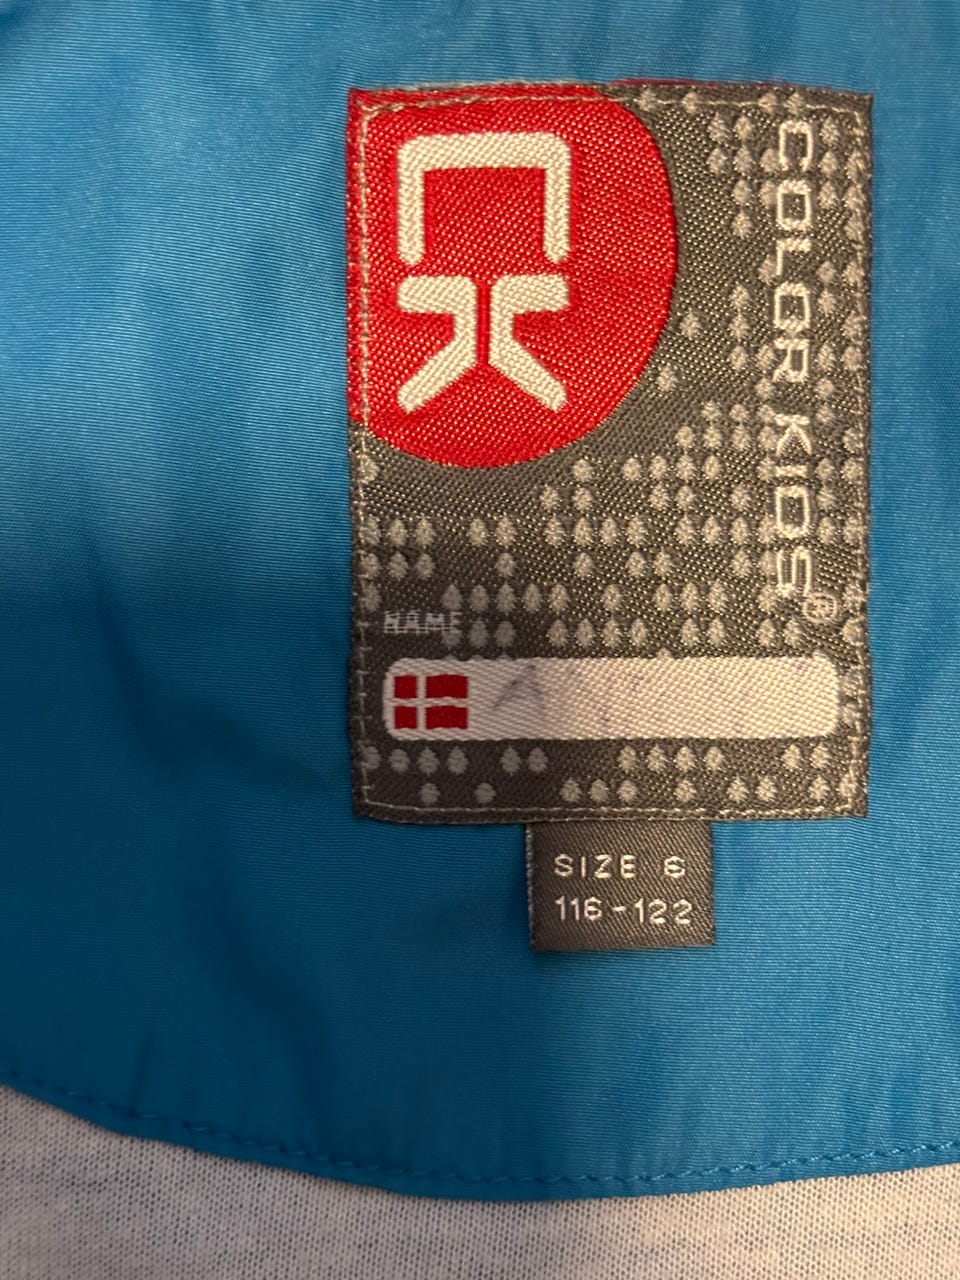 CK
COLOR KIDS®
NAME
SIZE 6
116-122